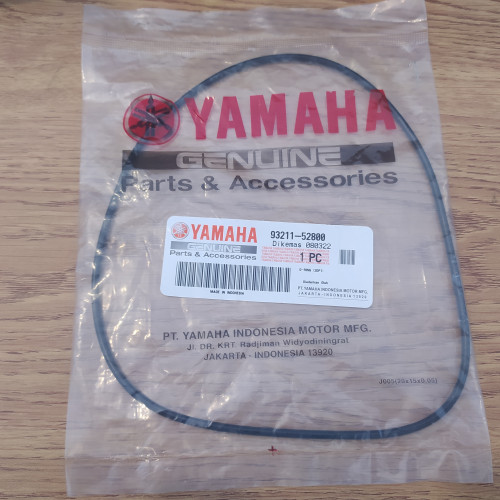 YAMAHA
GENUINE
Parts & Accessories
YAMAHA
GENUINE
Parts & Accessories
93211-52800
Dikemas 080322
1 PC
MADE IN INDONESIA
PT. YAMAHA INDONESIA MOTOR MFG.
JAKARTA-INDONESIA 13920
PT. YAMAHA INDONESIA MOTOR MFG.
Jl. DR. KRT Radjiman Widyodiningrat
JAKARTA - INDONESIA 13920